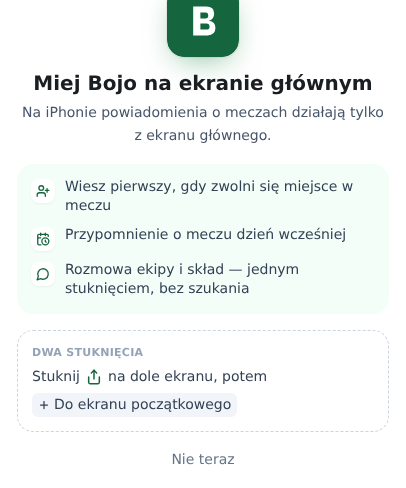 B
Miej Bojo na ekranie głównym
Na iPhonie powiadomienia o meczach działają tylko
z ekranu głównego.
Wiesz pierwszy, gdy zwolni się miejsce w
meczu
Przypomnienie o meczu dzień wcześniej
Rozmowa ekipy i skład — jednym
stuknięciem, bez szukania
DWA STUKNIĘCIA
Stuknij na dole ekranu, potem
+ Do ekranu początkowego
Nie teraz